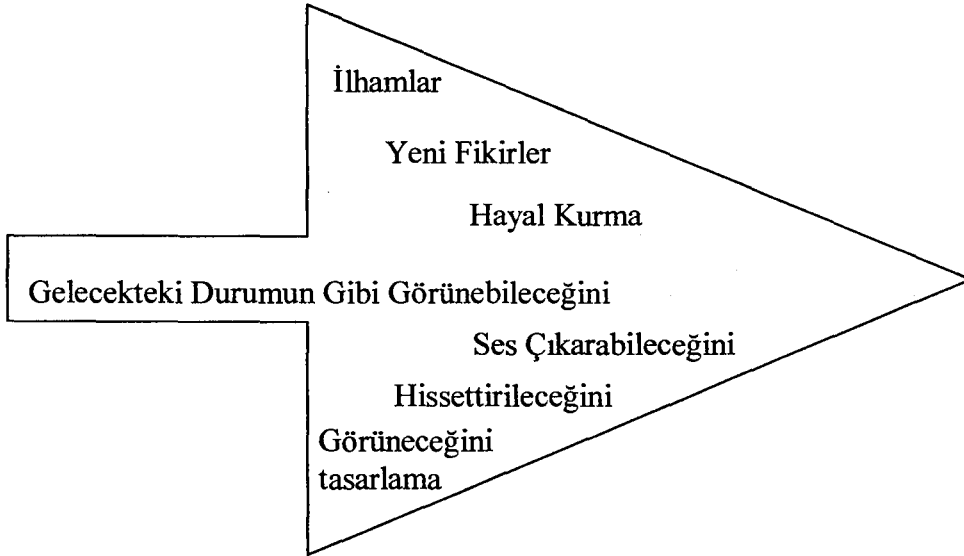 İlhamlar
Yeni Fikirler
Hayal Kurma
Gelecekteki Durumun Gibi Görünebileceğini
Ses Çıkarabileceğini
Hissettirileceğini
Görüneceğini
tasarlama